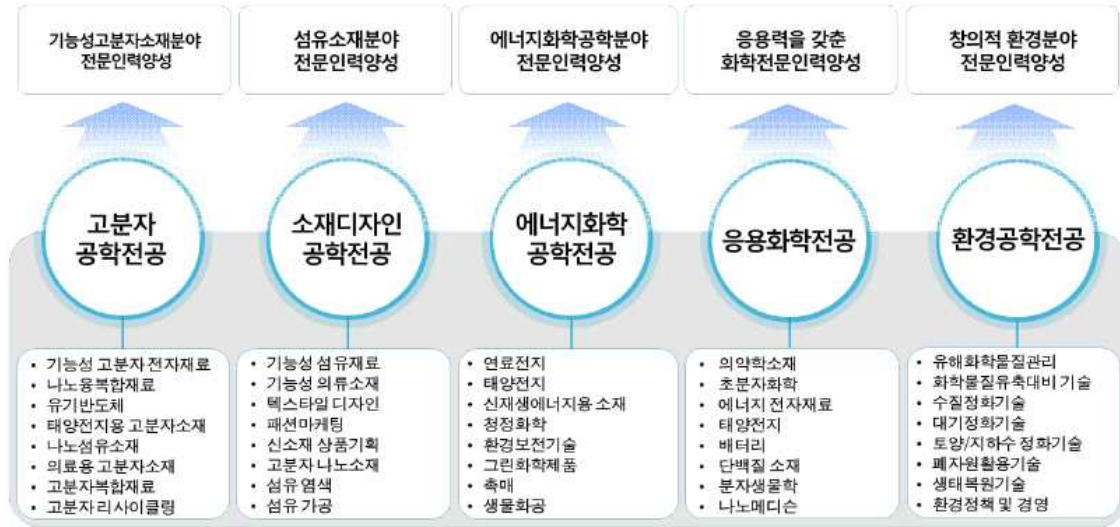 기능성고분자소재분야
전문인력양성
섬유소재분야
전문인력양성
에너지화학공학분야
전문인력양성
응용력을 갖춘
화학전문인력양성
창의적 환경분야
전문인력양성
고분자
공학전공
소재디자인
공학전공
에너지화학
공학전공
응용화학전공
환경공학전공
• 기능성 고분자 전자재료
• 나노융복합재료
• 유기반도체
• 태양전지용 고분자소재
• 나노섬유소재
• 의료용 고분자소재
• 고분자복합재료
• 고분자 리사이클링
• 기능성 섬유재료
• 기능성 의류소재
• 텍스타일 디자인
• 패션마케팅
• 신소재 상품기획
• 고분자 나노소재
• 섬유 염색
• 섬유 가공
• 연료전지
• 태양전지
• 신재생에너지용 소재
• 청정화학
• 환경보전기술
• 그린화학제품
• 촉매
• 생물화공
• 의약학소재
• 초분자화학
• 에너지 전자재료
• 태양전지
• 배터리
• 단백질 소재
• 분자생물학
• 나노메디슨
• 유해화학물질관리
• 화학물질유축대비 기술
• 수질정화기술
• 대기정화기술
• 토양/지하수 정화기술
• 폐자원활용기술
• 생태복원기술
• 환경정책 및 경영